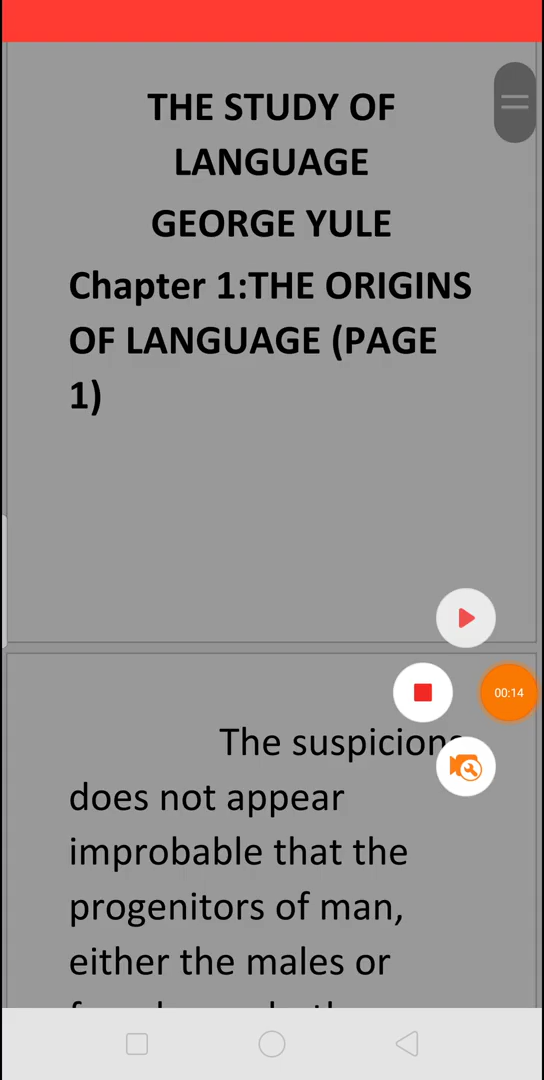 THE STUDY OF
LANGUAGE
GEORGE YULE
Chapter 1:THE ORIGINS
OF LANGUAGE (PAGE
1)
00:14
The suspicion
does not appear
improbable that the
progenitors of man,
either the males or